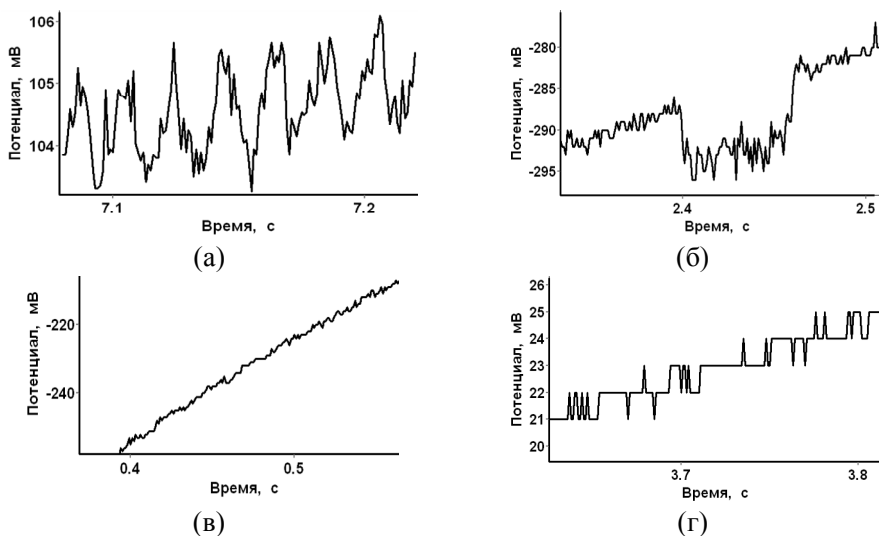 106
105
104
Потенциал, мВ
7.1 7.2
Время, с
(а)
-280
-285
-290
-295
Потенциал, мВ
2.4 2.5
Время, с
(б)
-220
-240
Потенциал, мВ
0.4 0.5
Время, с
(в)
26
25
24
23
22
21
20
Потенциал, мВ
3.7 3.8
Время, с
(г)